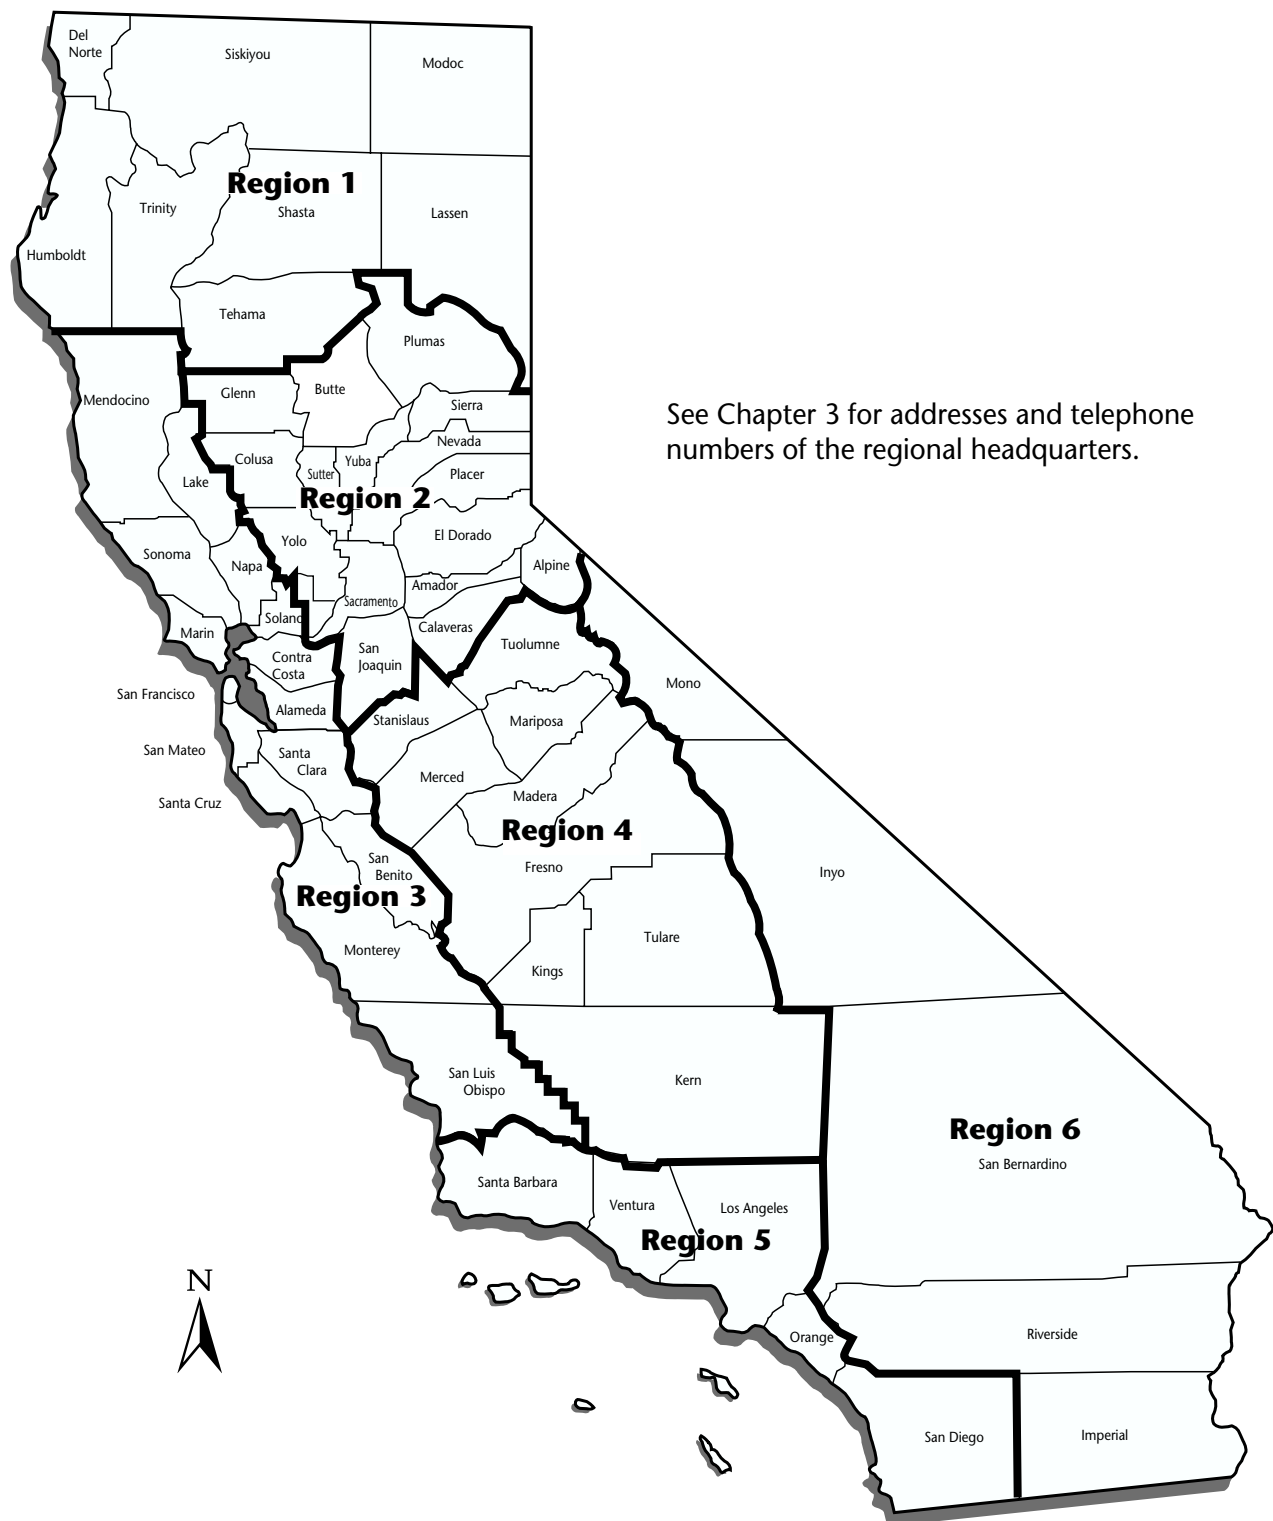 Del
Norte
Siskiyou
Modoc
Region 1
Trinity
Shasta
Lassen
Humboldt
Tehama
Plumas
Mendocino
Glenn
Butte
Sierra
Nevada
Colusa
Sutter
Yuba
Placer
Lake
Region 2
See Chapter 3 for addresses and telephone
numbers of the regional headquarters.
Sonoma
Napa
Yolo
El Dorado
Alpine
Amador
Sacramento
Solano
Marin
Calaveras
Contra
Costa
San
Joaquin
Tuolumne
Mono
San Francisco
Alameda
Stanislaus
Mariposa
San Mateo
Santa
Clara
Merced
Madera
Santa Cruz
Region 4
San
Benito
Fresno
Inyo
Region 3
Monterey
Tulare
Kings
San Luis
Obispo
Kern
Region 6
San Bernardino
Santa Barbara
Ventura
Los Angeles
Region 5
N
Orange
Riverside
San Diego
Imperial